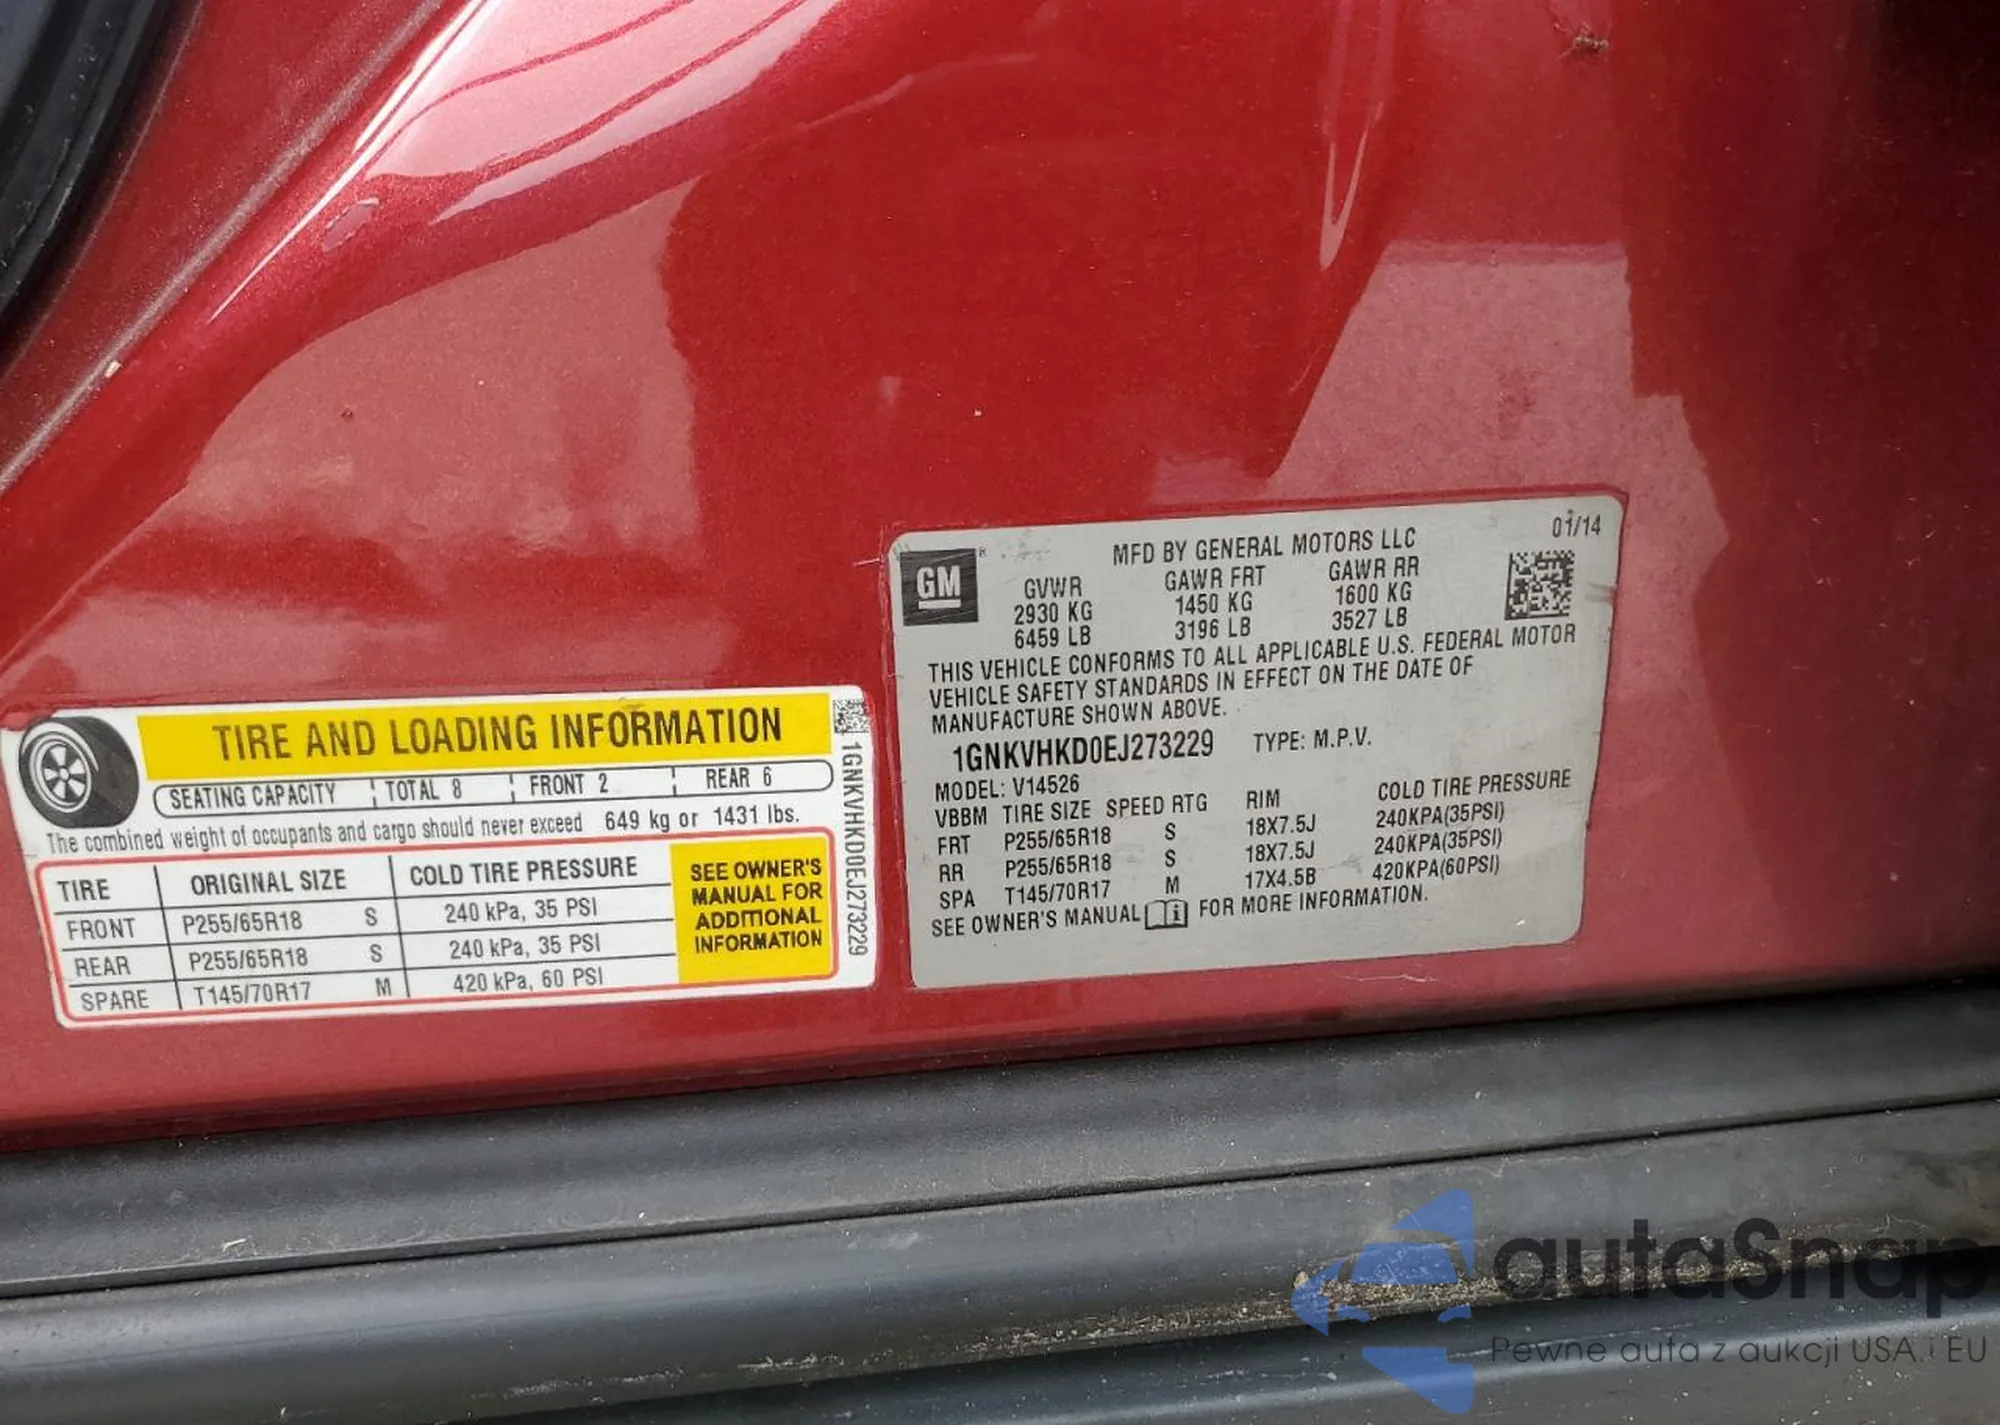 TIRE AND LOADING INFORMATION
SEATING CAPACITY TOTAL 8 FRONT 2 REAR 6
The combined weight of occupants and cargo should never exceed 649 kg or 1431 lbs.
TIRE ORIGINAL SIZE COLD TIRE PRESSURE
FRONT P255/65R18 S 240 kPa, 35 PSI
REAR P255/65R18 S 240 kPa, 35 PSI
SPARE T145/70R17 M 420 kPa, 60 PSI
SEE OWNER'S
MANUAL FOR
ADDITIONAL
INFORMATION
1GNKVHKD0EJ273229
GM®
MFD BY GENERAL MOTORS LLC 01/14
GVWR GAWR FRT GAWR RR
2930 KG 1450 KG 1600 KG
6459 LB 3196 LB 3527 LB
THIS VEHICLE CONFORMS TO ALL APPLICABLE U.S. FEDERAL MOTOR
VEHICLE SAFETY STANDARDS IN EFFECT ON THE DATE OF
MANUFACTURE SHOWN ABOVE.
1GNKVHKD0EJ273229 TYPE: M.P.V.
MODEL: V14526
VBBM TIRE SIZE SPEED RTG RIM COLD TIRE PRESSURE
FRT P255/65R18 S 18X7.5J 240KPA(35PSI)
RR P255/65R18 S 18X7.5J 240KPA(35PSI)
SPA T145/70R17 M 17X4.5B 420KPA(60PSI)
SEE OWNER'S MANUAL i FOR MORE INFORMATION.
autaSnap
Pewne auta z aukcji USA i EU